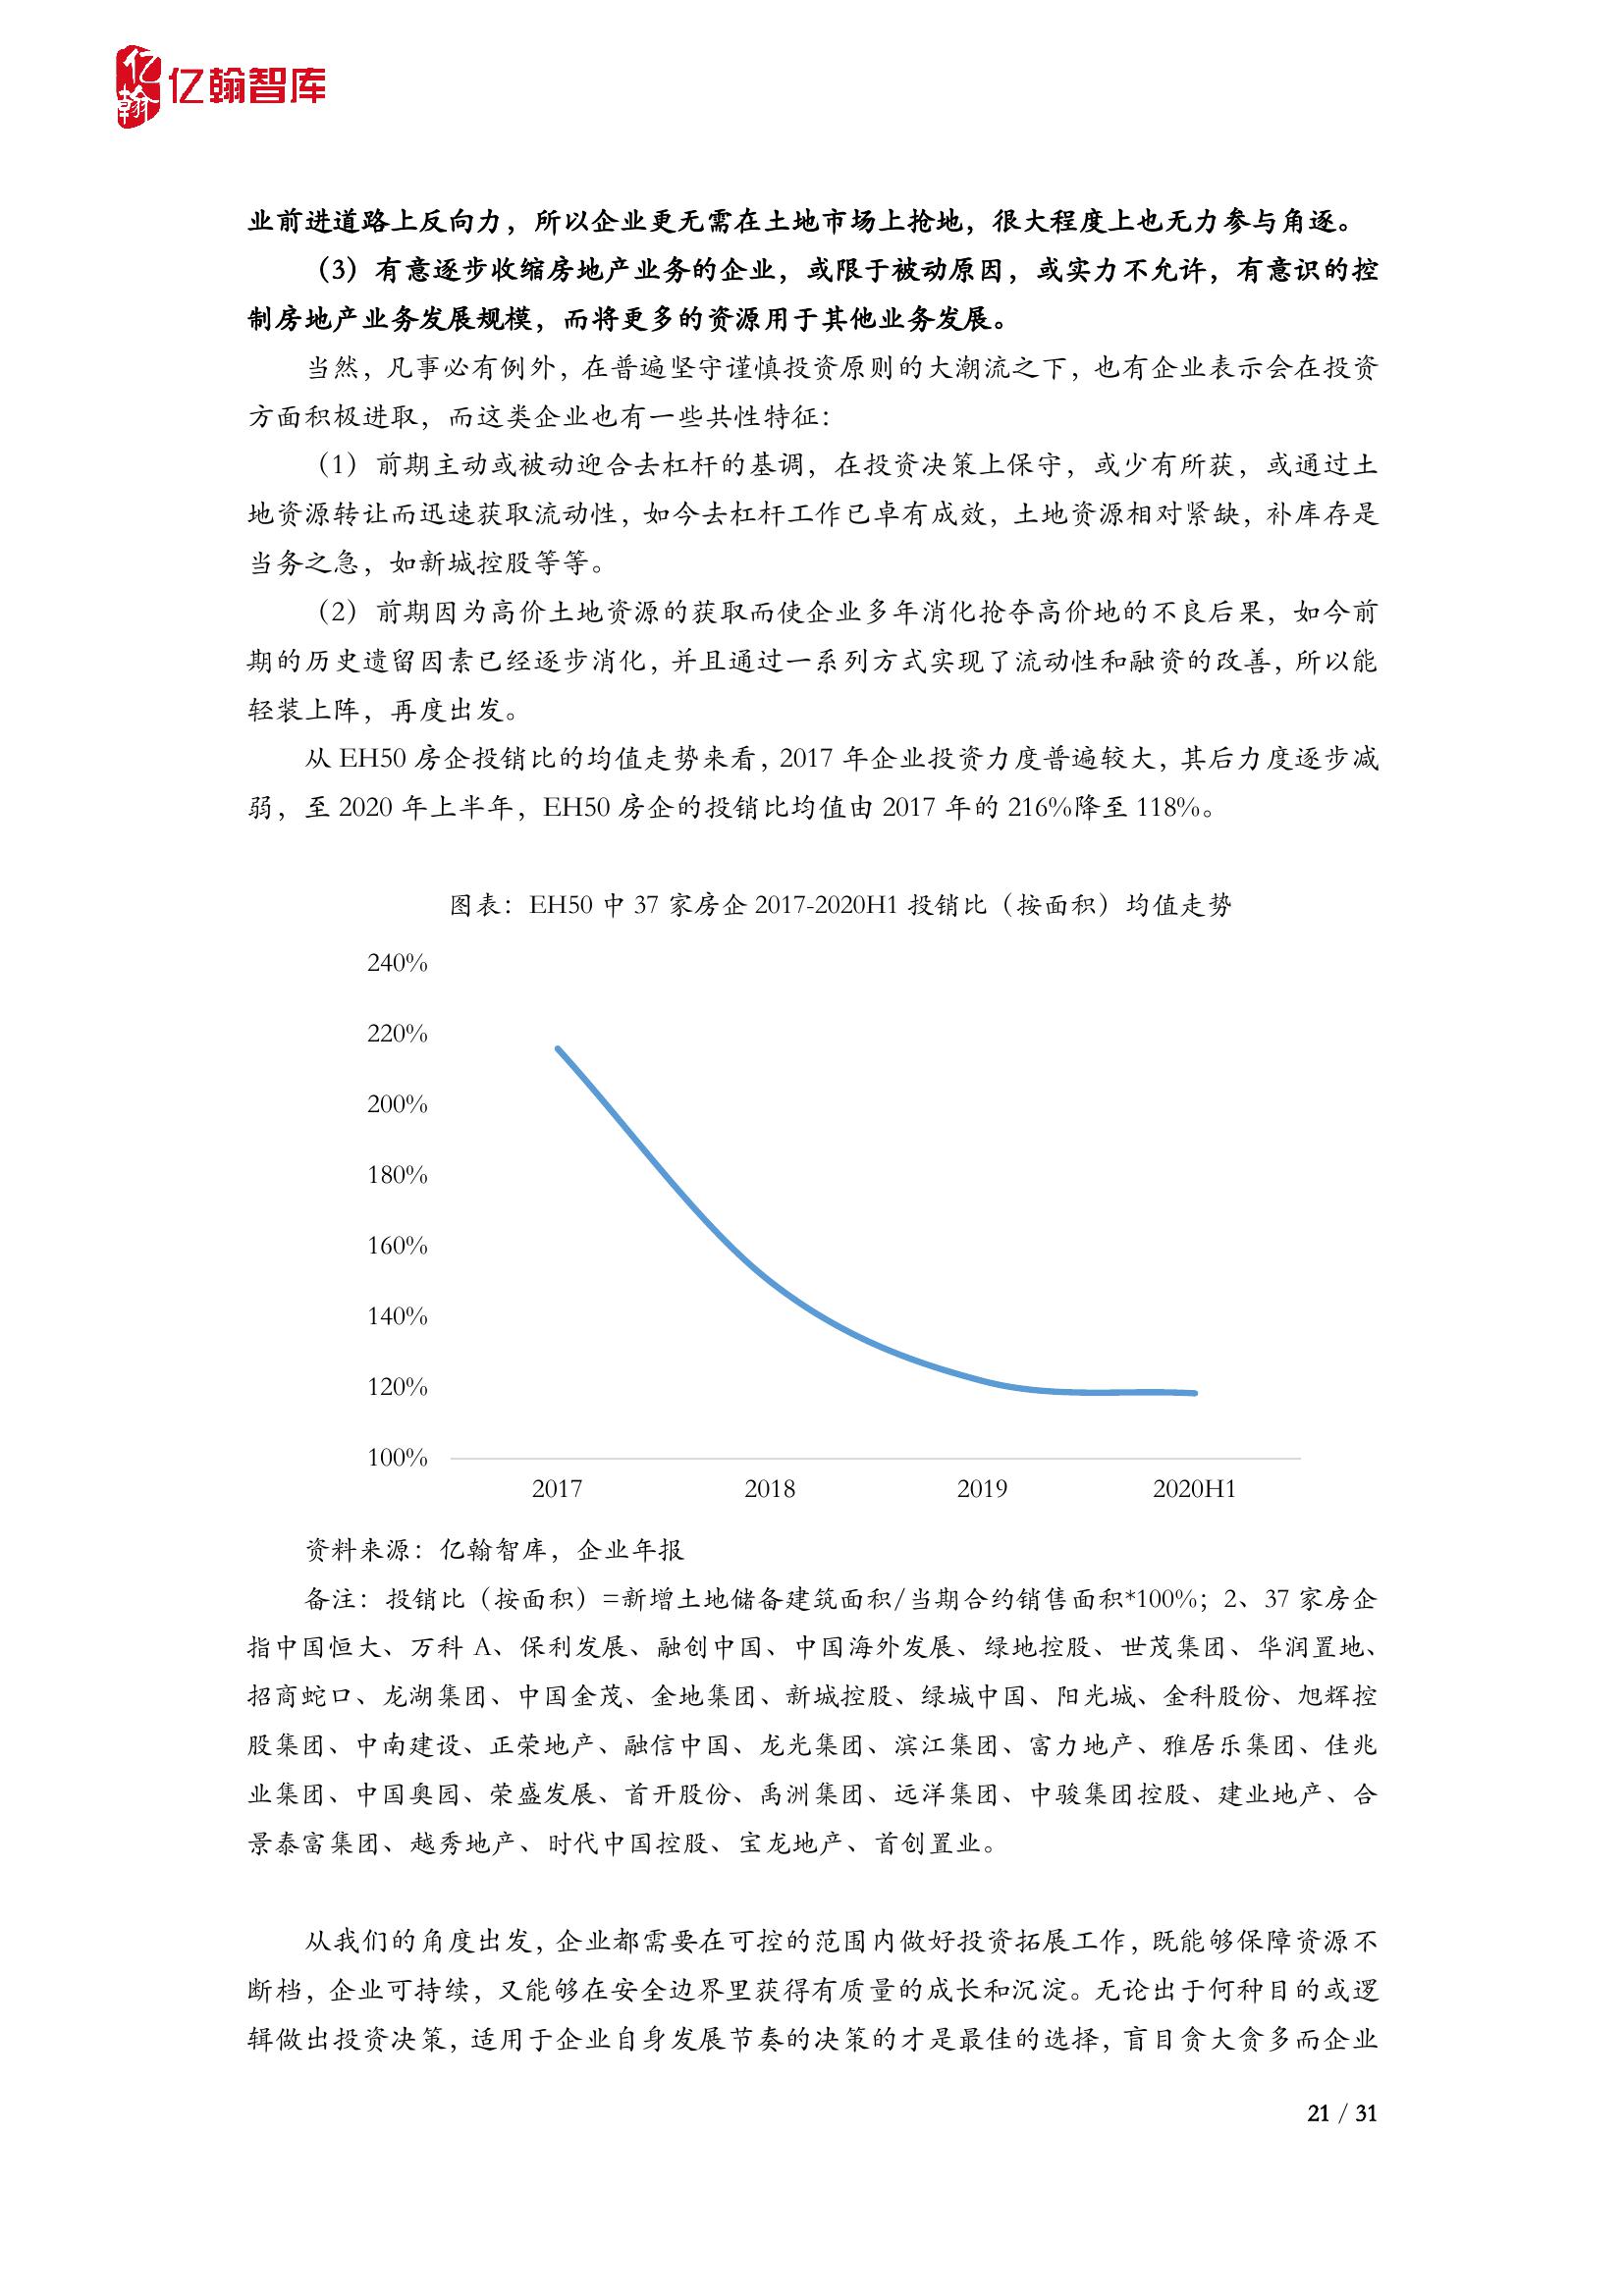 亿翰
亿翰智库
业前进道路上反向力，所以企业更无需在土地市场上抢地，很大程度上也无力参与角逐。
（3）有意逐步收缩房地产业务的企业，或限于被动原因，或实力不允许，有意识的控
制房地产业务发展规模，而将更多的资源用于其他业务发展。
当然，凡事必有例外，在普遍坚守谨慎投资原则的大潮流之下，也有企业表示会在投资
方面积极进取，而这类企业也有一些共性特征：
（1）前期主动或被动迎合去杠杆的基调，在投资决策上保守，或少有所获，或通过土
地资源转让而迅速获取流动性，如今去杠杆工作已卓有成效，土地资源相对紧缺，补库存是
当务之急，如新城控股等等。
（2）前期因为高价土地资源的获取而使企业多年消化抢夺高价地的不良后果，如今前
期的历史遗留因素已经逐步消化，并且通过一系列方式实现了流动性和融资的改善，所以能
轻装上阵，再度出发。
从 EH50 房企投销比的均值走势来看，2017 年企业投资力度普遍较大，其后力度逐步减
弱，至 2020 年上半年，EH50 房企的投销比均值由 2017 年的 216%降至 118%。
图表：EH50 中 37 家房企 2017-2020H1 投销比（按面积）均值走势
240%
220%
200%
180%
160%
140%
120%
100%
2017 2018 2019 2020H1
资料来源：亿翰智库，企业年报
备注：投销比（按面积）=新增土地储备建筑面积/当期合约销售面积*100%；2、37 家房企
指中国恒大、万科 A、保利发展、融创中国、中国海外发展、绿地控股、世茂集团、华润置地、
招商蛇口、龙湖集团、中国金茂、金地集团、新城控股、绿城中国、阳光城、金科股份、旭辉控
股集团、中南建设、正荣地产、融信中国、龙光集团、滨江集团、富力地产、雅居乐集团、佳兆
业集团、中国奥园、荣盛发展、首开股份、禹洲集团、远洋集团、中骏集团控股、建业地产、合
景泰富集团、越秀地产、时代中国控股、宝龙地产、首创置业。
从我们的角度出发，企业都需要在可控的范围内做好投资拓展工作，既能够保障资源不
断档，企业可持续，又能够在安全边界里获得有质量的成长和沉淀。无论出于何种目的或逻
辑做出投资决策，适用于企业自身发展节奏的决策的才是最佳的选择，盲目贪大贪多而企业
21 / 31